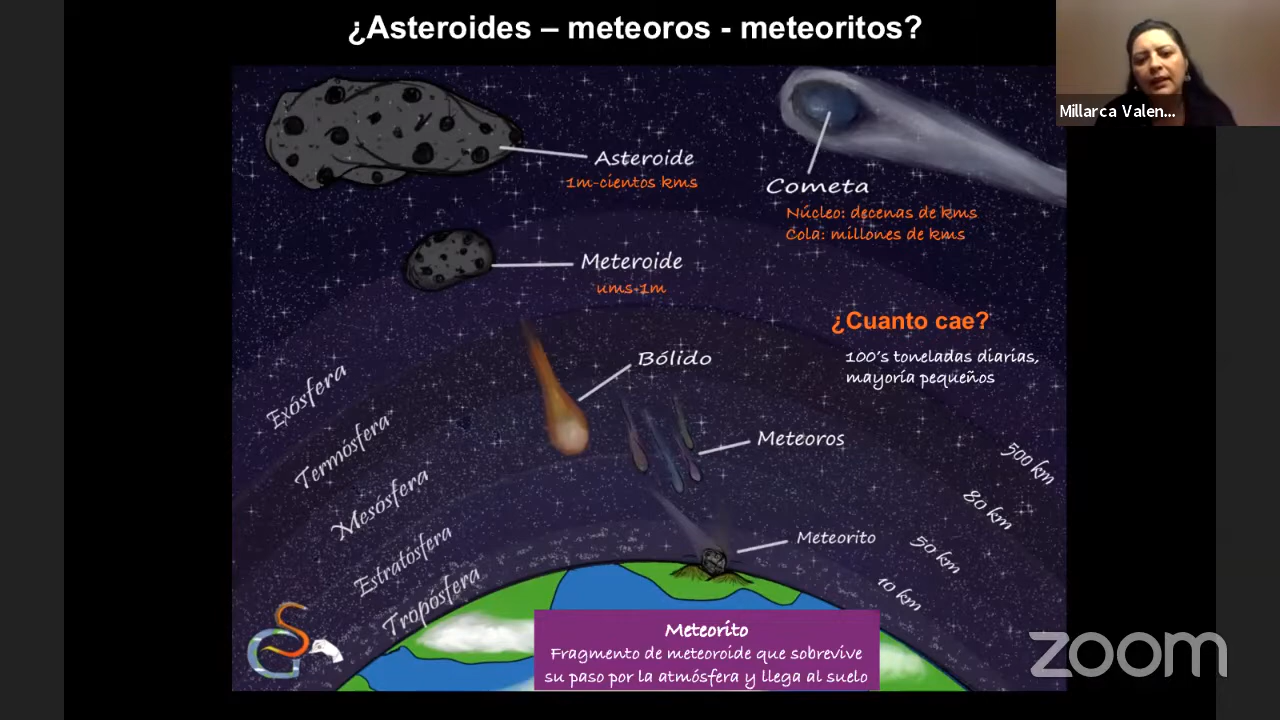 ¿Asteroides – meteoros - meteoritos?
Millarca Valen...
Asteroide
1m-cientos kms
Cometa
Núcleo: decenas de kms
Cola: millones de kms
Meteroide
ums-1m
¿Cuanto cae?
100's toneladas diarias,
mayoría pequeños
Bólido
Meteoros
Meteorito
Exósfera
Termósfera
Mesósfera
Estratósfera
Tropósfera
500 km
80 km
50 km
10 km
Meteorito
Fragmento de meteoroide que sobrevive
su paso por la atmósfera y llega al suelo
zoom